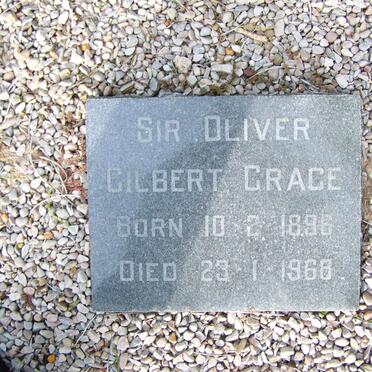 SIR OLIVER
GILBERT GRACE
BORN 10·2·1896
DIED 23·1·1968